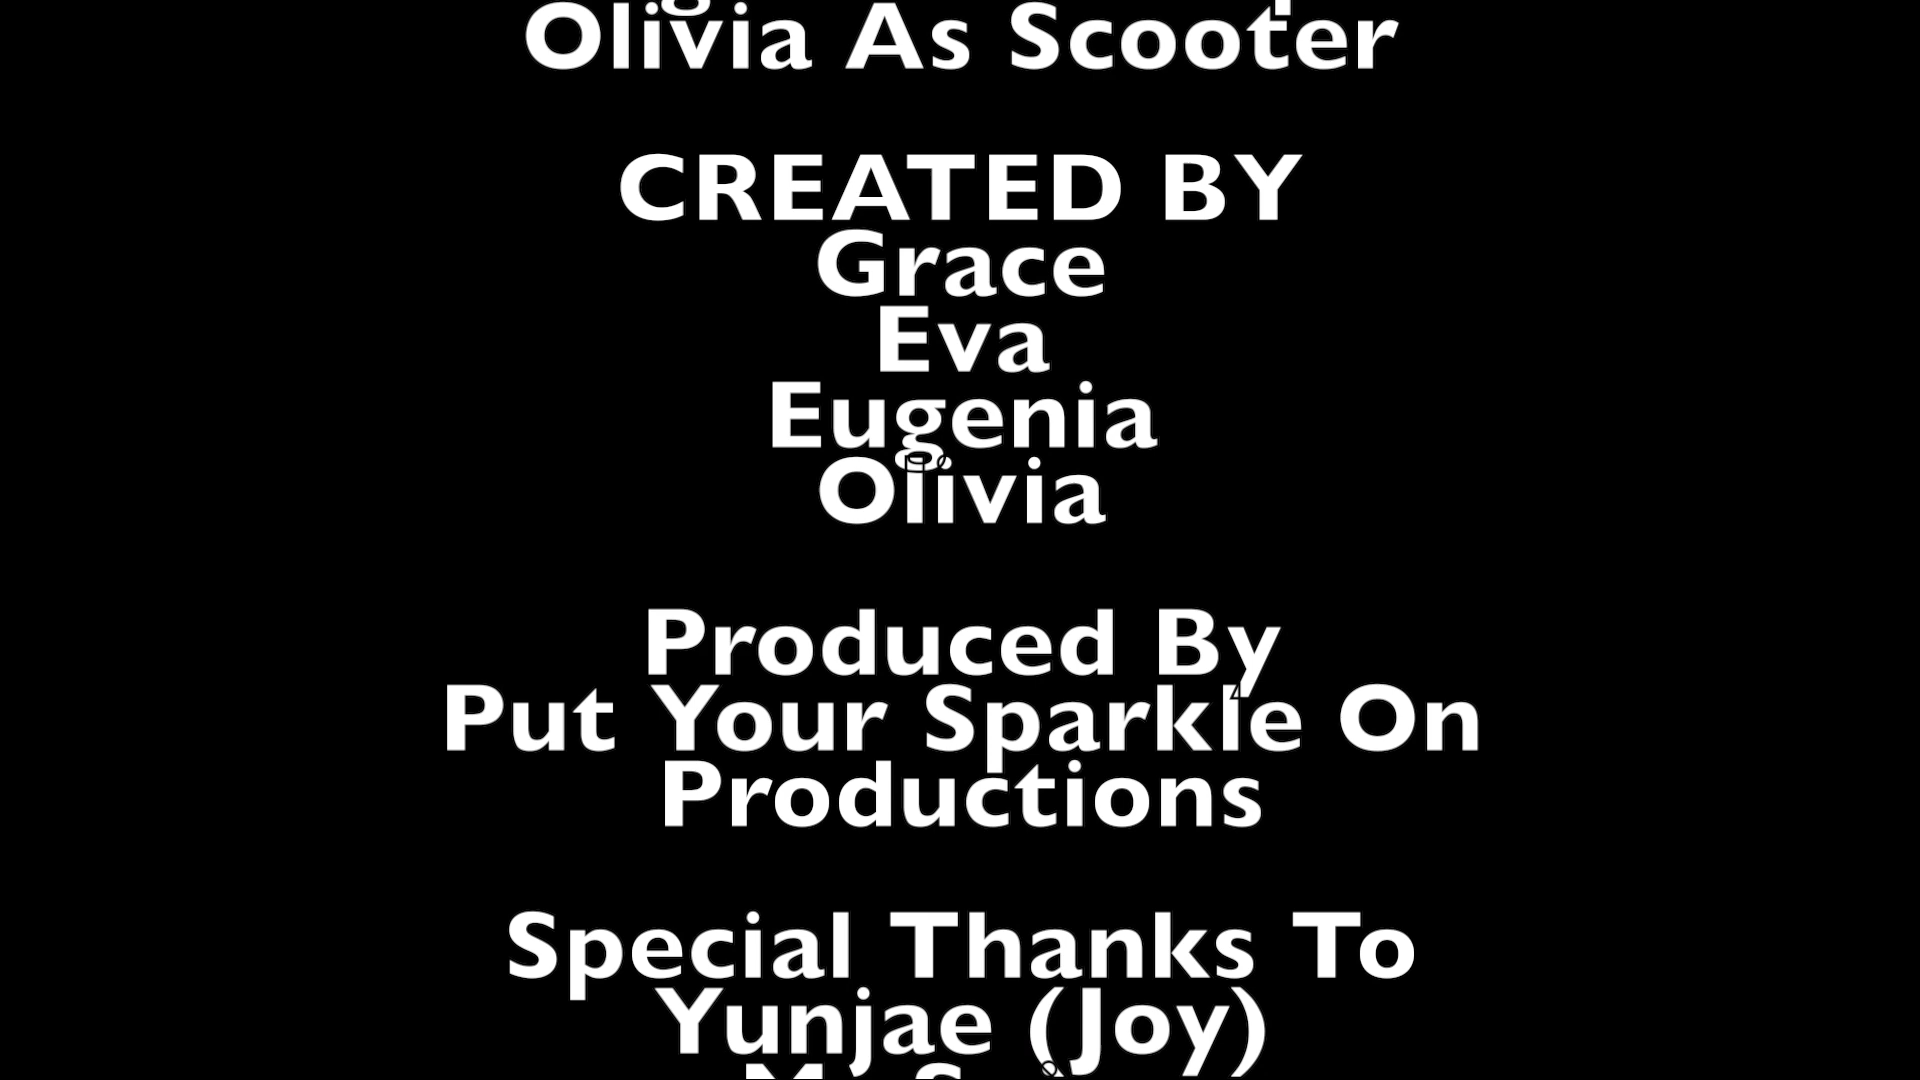 Olivia As Scooter
CREATED BY
Grace
Eva
Eugenia
Olivia
Produced By
Put Your Sparkle On
Productions
Special Thanks To
Yunjae (Joy)